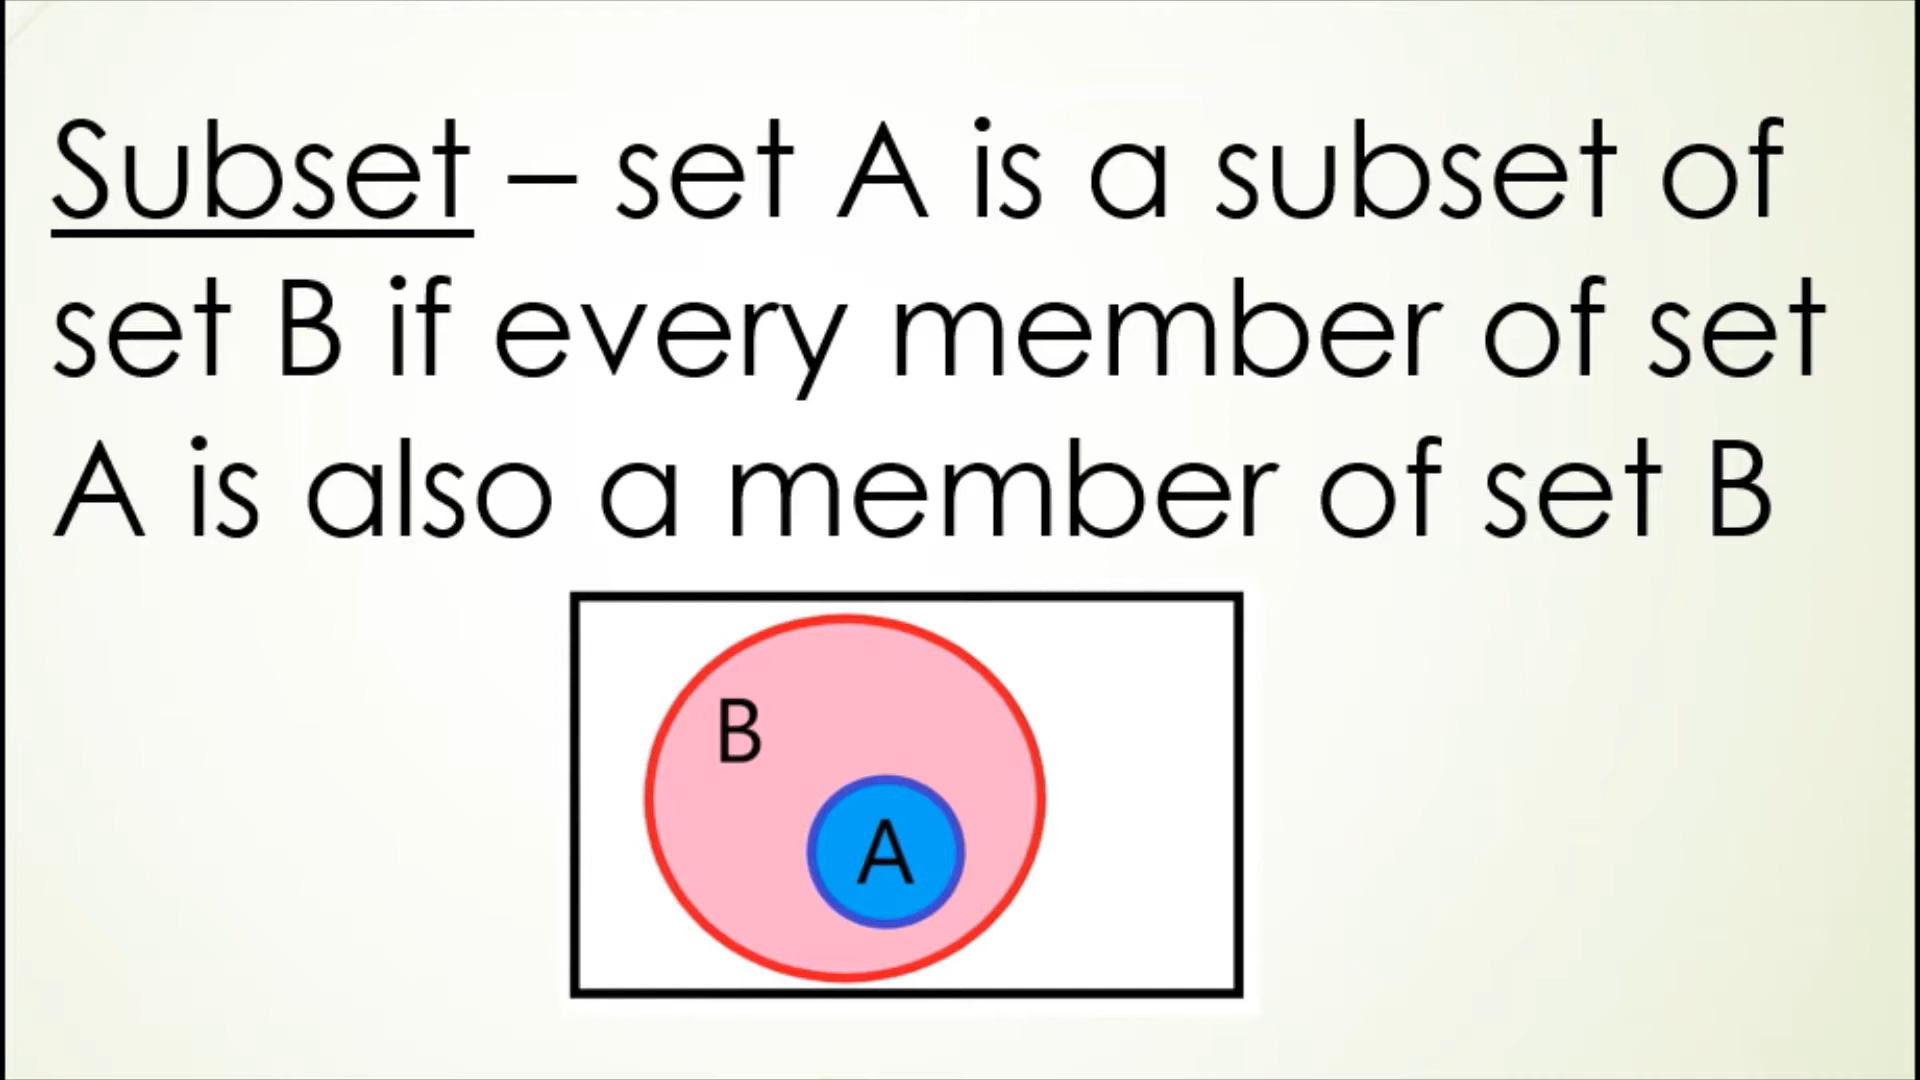 Subset – set A is a subset of
set B if every member of set
A is also a member of set B
B
A